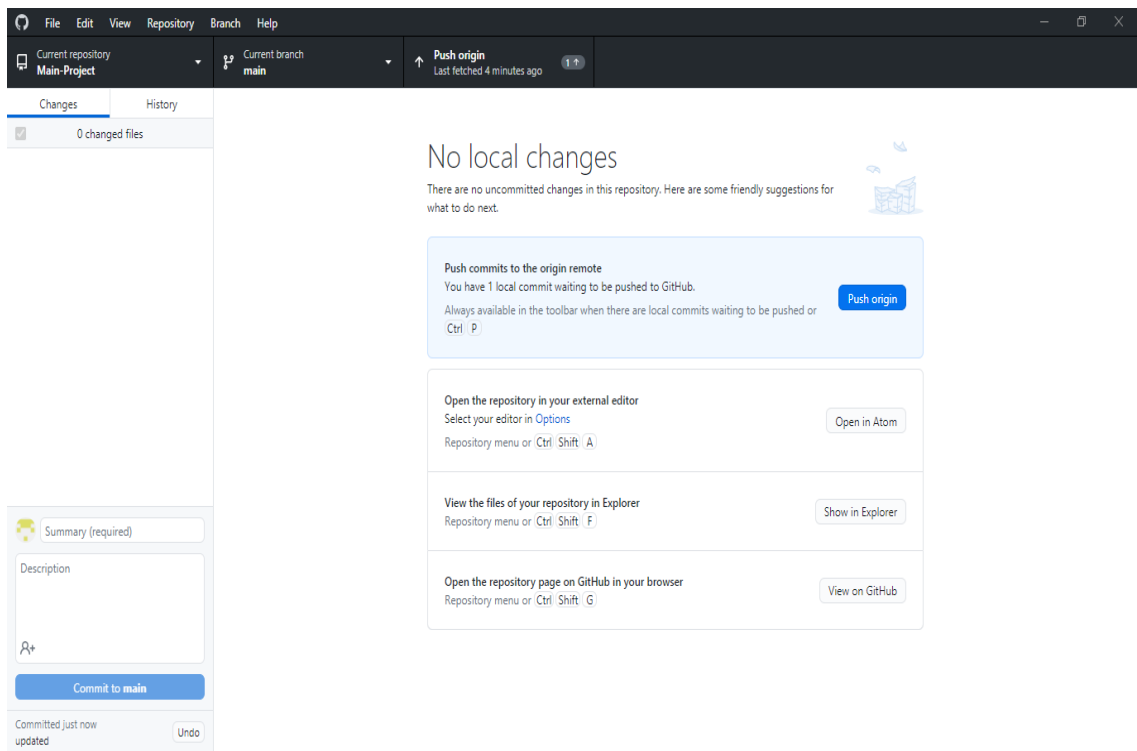 File Edit View Repository Branch Help
Current repository
Main-Project
Current branch
main
Push origin
Last fetched 4 minutes ago
1
Changes History
0 changed files
No local changes
There are no uncommitted changes in this repository. Here are some friendly suggestions for
what to do next.
Push commits to the origin remote
You have 1 local commit waiting to be pushed to GitHub.
Always available in the toolbar when there are local commits waiting to be pushed or
Ctrl P
Push origin
Open the repository in your external editor
Select your editor in Options
Repository menu or Ctrl Shift A
Open in Atom
View the files of your repository in Explorer
Repository menu or Ctrl Shift F
Show in Explorer
Open the repository page on GitHub in your browser
Repository menu or Ctrl Shift G
View on GitHub
Summary (required)
Description
Commit to main
Committed just now
updated
Undo